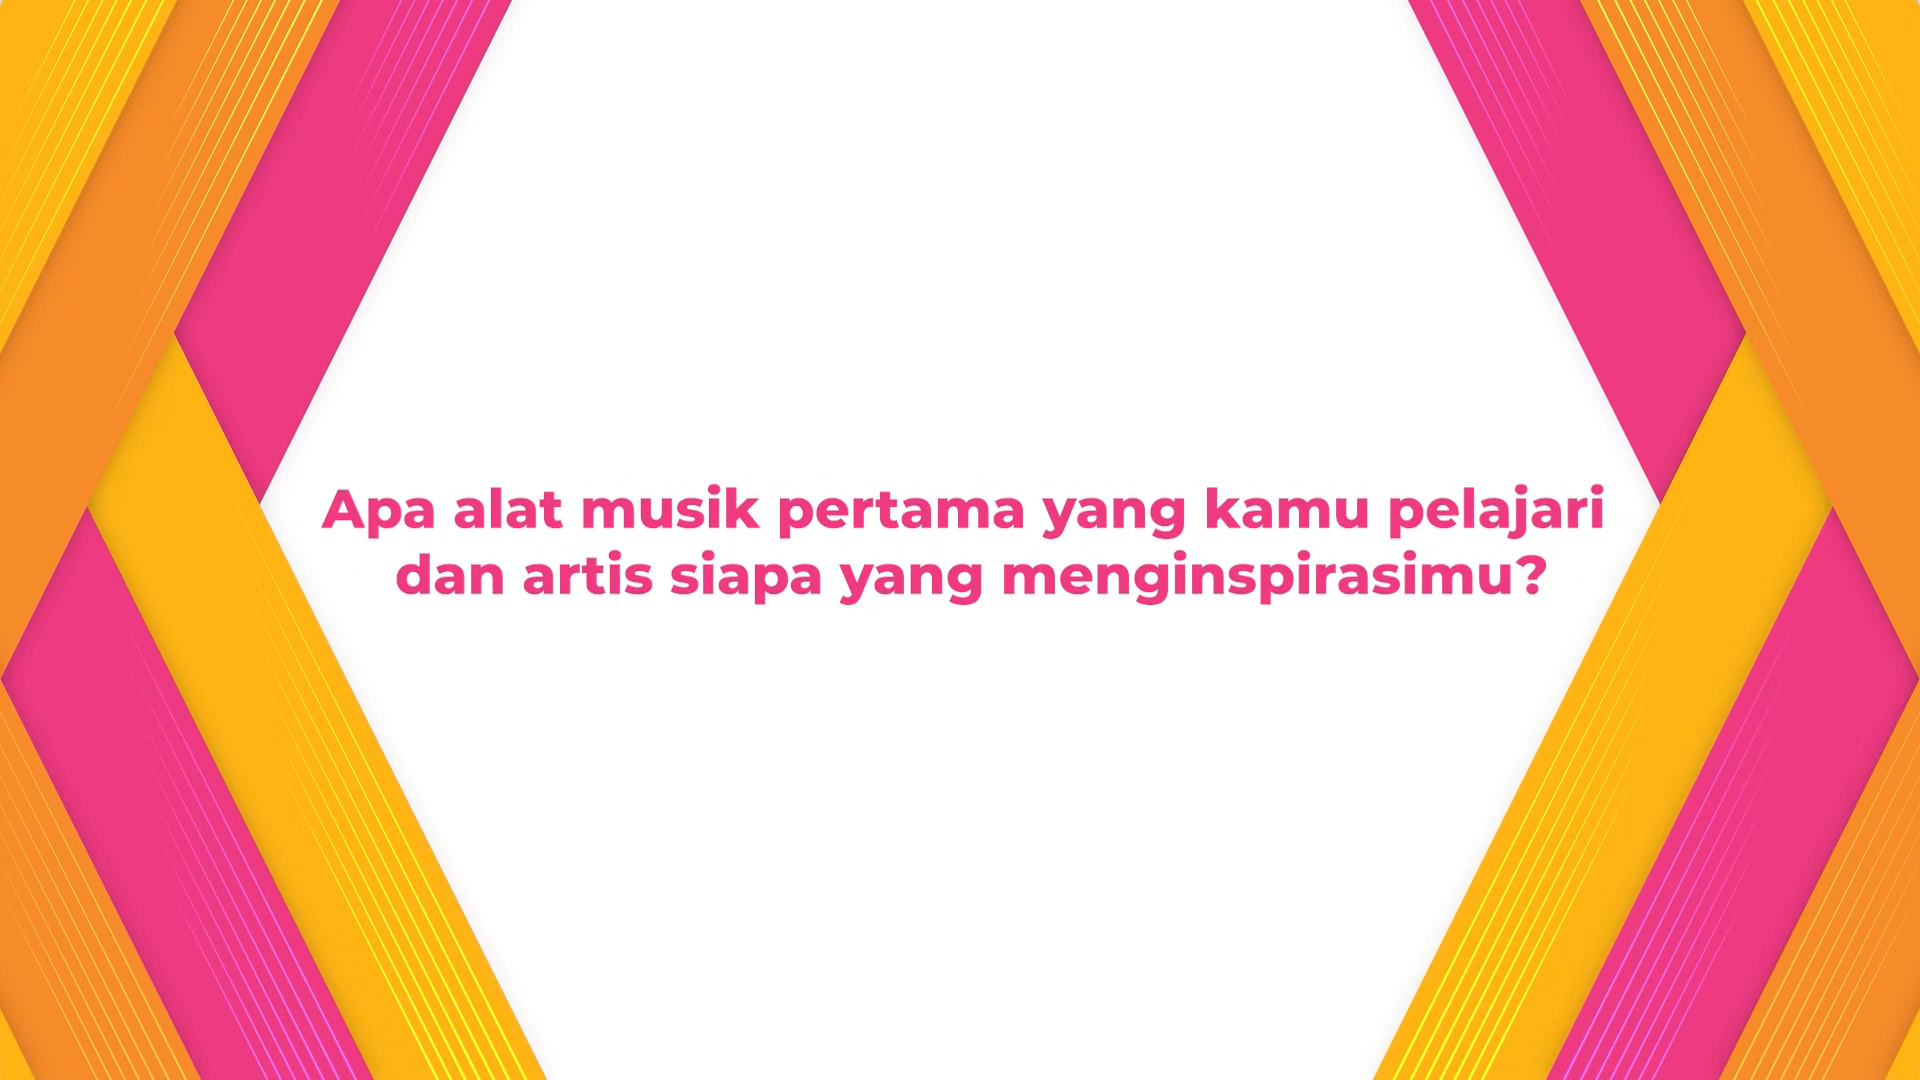 Apa alat musik pertama yang kamu pelajari
dan artis siapa yang menginspirasimu?